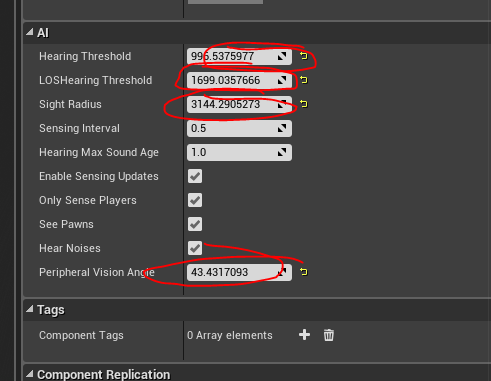 AI
Hearing Threshold 996.5375977
LOSHearing Threshold 1699.0357666
Sight Radius 3144.2905273
Sensing Interval 0.5
Hearing Max Sound Age 1.0
Enable Sensing Updates
Only Sense Players
See Pawns
Hear Noises
Peripheral Vision Angle 43.4317093
Tags
Component Tags 0 Array elements
Component Replication